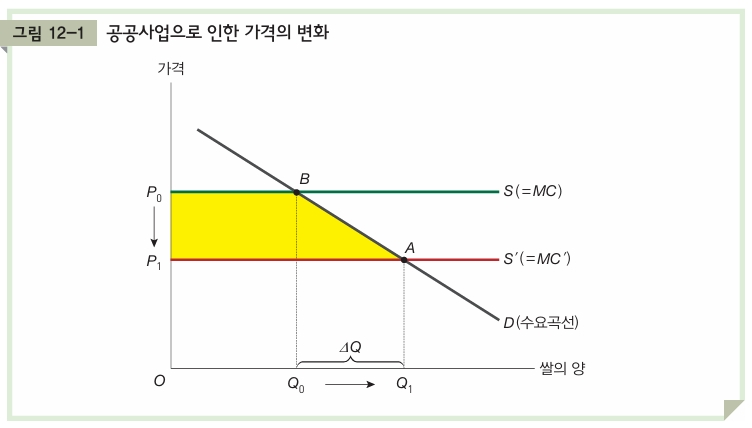 그림 12-1 공공사업으로 인한 가격의 변화
가격
B
P₀ S(=MC)
A
P₁ S′(=MC′)
D(수요곡선)
ΔQ
쌀의 양
O Q₀ Q₁